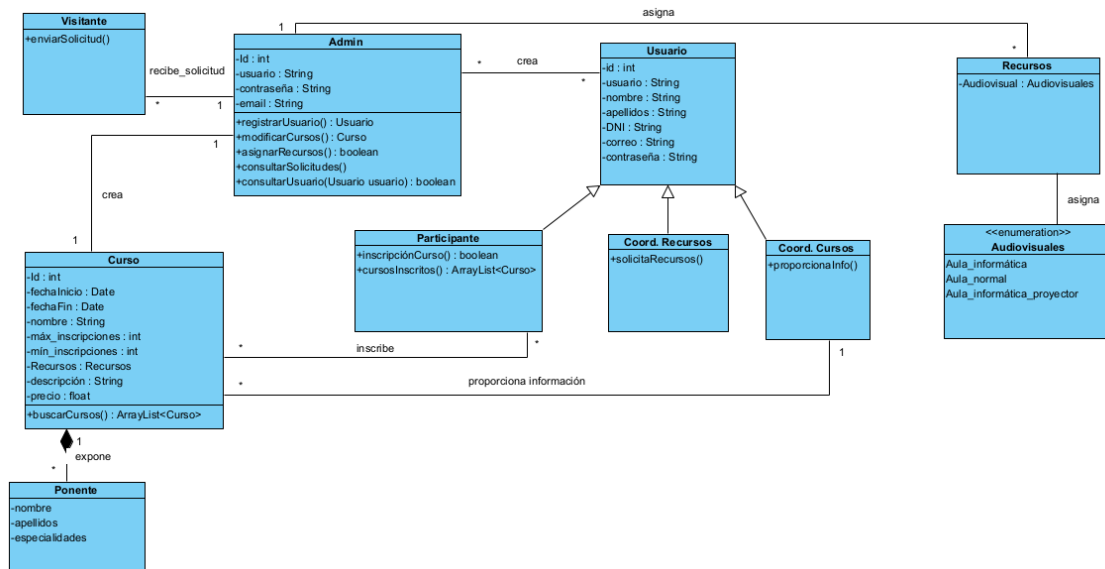 Visitante
+enviarSolicitud()
recibe_solicitud
*
1
1
asigna
*
Admin
-Id : int
-usuario : String
-contraseña : String
-email : String
+registrarUsuario() : Usuario
+modificarCursos() : Curso
+asignarRecursos() : boolean
+consultarSolicitudes()
+consultarUsuario(Usuario usuario) : boolean
*
crea
*
Usuario
-id : int
-usuario : String
-nombre : String
-apellidos : String
-DNI : String
-correo : String
-contraseña : String
Recursos
-Audiovisual : Audiovisuales
asigna
<<enumeration>>
Audiovisuales
Aula_informática
Aula_normal
Aula_informática_proyector
1
crea
1
Participante
+inscripciónCurso() : boolean
+cursosInscritos() : ArrayList<Curso>
Coord. Recursos
+solicitaRecursos()
Coord. Cursos
+proporcionaInfo()
Curso
-Id : int
-fechaInicio : Date
-fechaFin : Date
-nombre : String
-máx_inscripciones : int
-mín_inscripciones : int
-Recursos : Recursos
-descripción : String
-precio : float
+buscarCursos() : ArrayList<Curso>
*
inscribe
*
*
proporciona información
1
1
expone
*
Ponente
-nombre
-apellidos
-especialidades